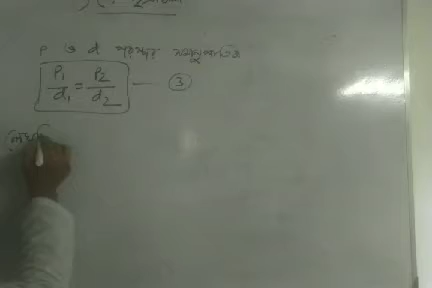 P ও d পরস্পর সমানুপাতিক
P₁/d₁ = P₂/d₂ — ③